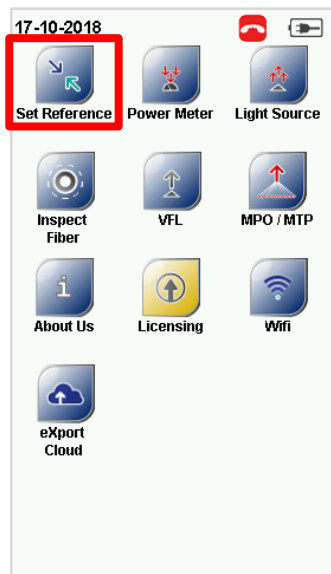 17-10-2018
Set Reference
Power Meter
Light Source
Inspect
Fiber
VFL
MPO / MTP
About Us
Licensing
Wifi
eXport
Cloud